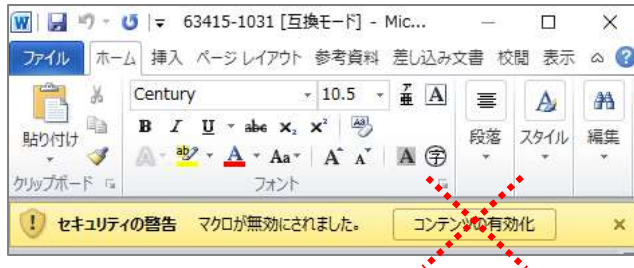 63415-1031 [互換モード] - Mic...
ファイル ホーム 挿入 ページ レイアウト 参考資料 差し込み文書 校閲 表示
Century 10.5 ア亜 A
B I U abc X₂ X² Aa
貼り付け A ab A Aa A A A 字 段落 スタイル 編集
クリップボード フォント
セキュリティの警告 マクロが無効にされました。 コンテンツの有効化